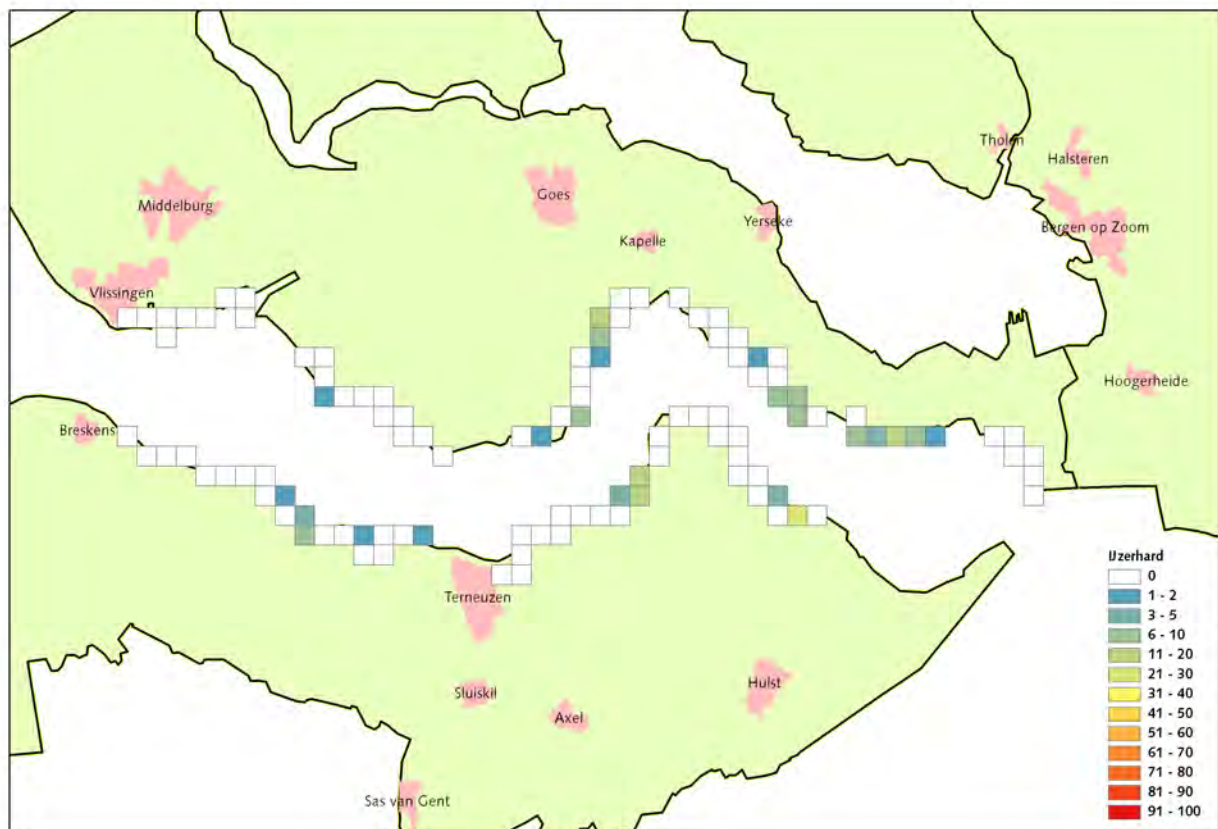 Tholen
Halsteren
Goes
Middelburg
Yerseke
Bergen op Zoom
Kapelle
Vlissingen
Hoogerheide
Breskens
Terneuzen
Hulst
Sluiskil
Axel
Sas van Gent
IJzerhard
0
1 - 2
3 - 5
6 - 10
11 - 20
21 - 30
31 - 40
41 - 50
51 - 60
61 - 70
71 - 80
81 - 90
91 - 100